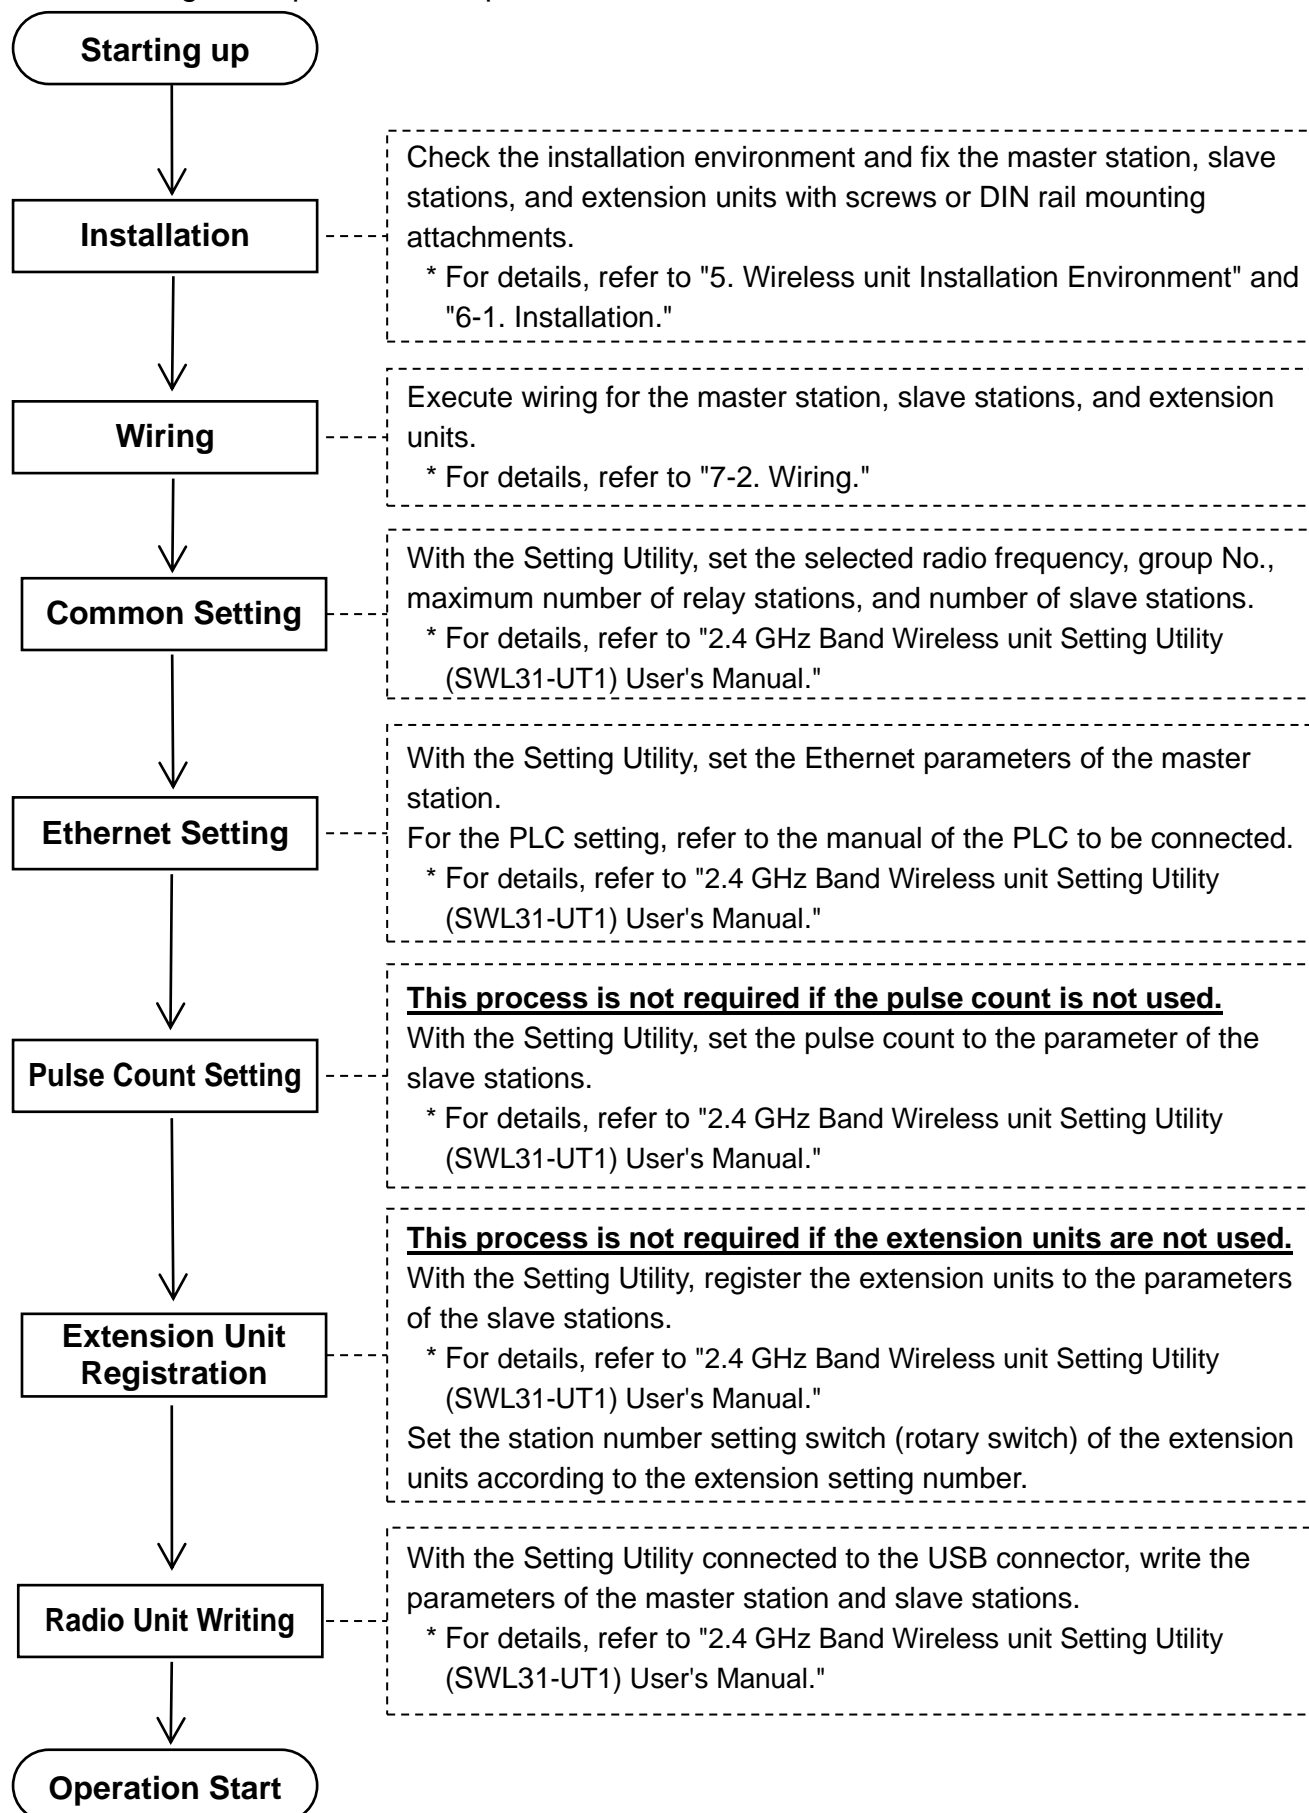 Starting up
Check the installation environment and fix the master station, slave
stations, and extension units with screws or DIN rail mounting
attachments.
* For details, refer to "5. Wireless unit Installation Environment" and
"6-1. Installation."
Installation
Execute wiring for the master station, slave stations, and extension
units.
* For details, refer to "7-2. Wiring."
Wiring
With the Setting Utility, set the selected radio frequency, group No.,
maximum number of relay stations, and number of slave stations.
* For details, refer to "2.4 GHz Band Wireless unit Setting Utility
(SWL31-UT1) User's Manual."
Common Setting
With the Setting Utility, set the Ethernet parameters of the master
station.
For the PLC setting, refer to the manual of the PLC to be connected.
* For details, refer to "2.4 GHz Band Wireless unit Setting Utility
(SWL31-UT1) User's Manual."
Ethernet Setting
This process is not required if the pulse count is not used.
With the Setting Utility, set the pulse count to the parameter of the
slave stations.
* For details, refer to "2.4 GHz Band Wireless unit Setting Utility
(SWL31-UT1) User's Manual."
Pulse Count Setting
This process is not required if the extension units are not used.
With the Setting Utility, register the extension units to the parameters
of the slave stations.
* For details, refer to "2.4 GHz Band Wireless unit Setting Utility
(SWL31-UT1) User's Manual."
Set the station number setting switch (rotary switch) of the extension
units according to the extension setting number.
Extension Unit
Registration
With the Setting Utility connected to the USB connector, write the
parameters of the master station and slave stations.
* For details, refer to "2.4 GHz Band Wireless unit Setting Utility
(SWL31-UT1) User's Manual."
Radio Unit Writing
Operation Start